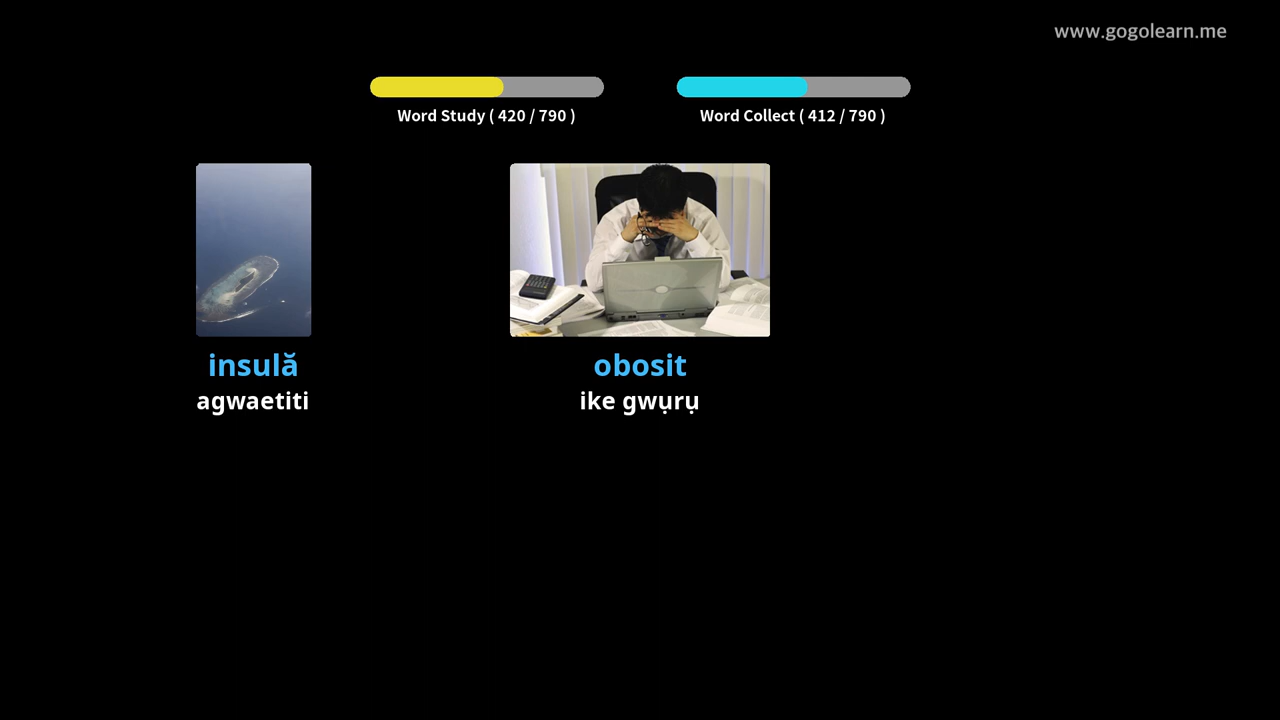 www.gogolearn.me
Word Study ( 420 / 790 )
Word Collect ( 412 / 790 )
insulă
agwaetiti
obosit
ike gwụrụ